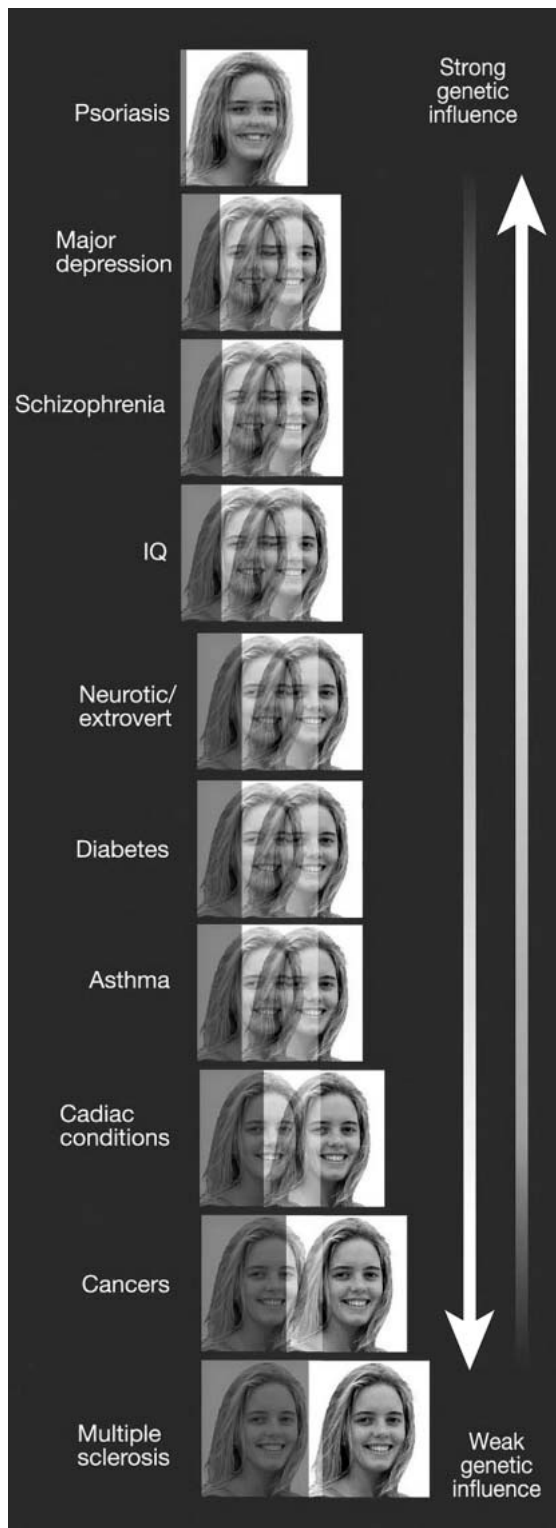 Strong
genetic
influence
Psoriasis
Major
depression
Schizophrenia
IQ
Neurotic/
extrovert
Diabetes
Asthma
Cadiac
conditions
Cancers
Multiple
sclerosis
Weak
genetic
influence